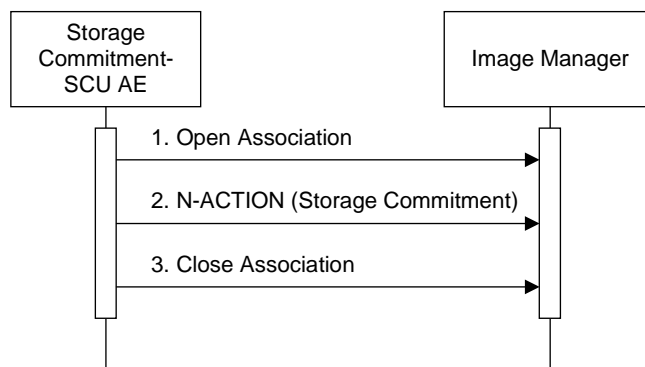 Storage
Commitment-
SCU AE
Image Manager
1. Open Association
2. N-ACTION (Storage Commitment)
3. Close Association